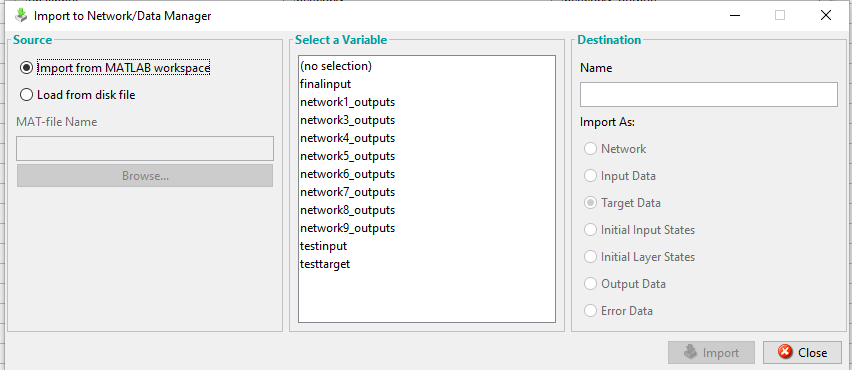 Import to Network/Data Manager
Source
Import from MATLAB workspace
Load from disk file
MAT-file Name
Browse...
Select a Variable
(no selection)
finalinput
network1_outputs
network3_outputs
network4_outputs
network5_outputs
network6_outputs
network7_outputs
network8_outputs
network9_outputs
testinput
testtarget
Destination
Name
Import As:
Network
Input Data
Target Data
Initial Input States
Initial Layer States
Output Data
Error Data
Import
Close